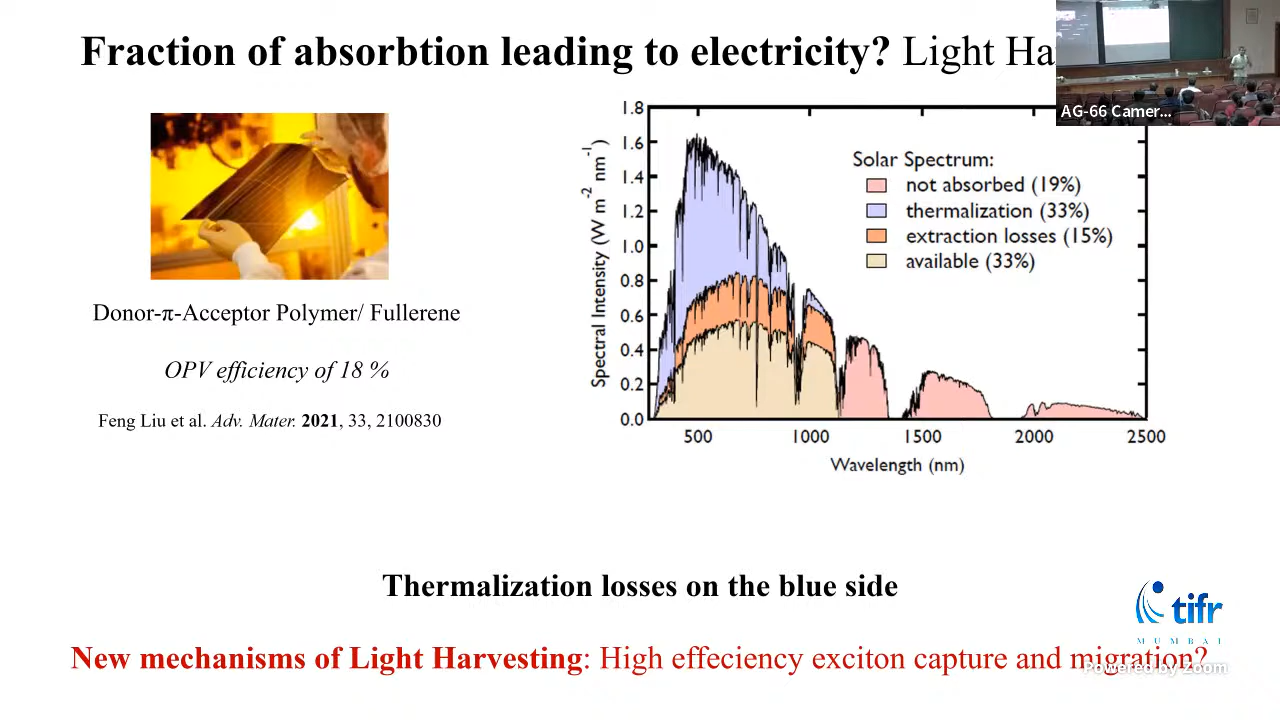 Fraction of absorbtion leading to electricity? Light Ha
AG-66 Camer...
Donor-π-Acceptor Polymer/ Fullerene
OPV efficiency of 18 %
Feng Liu et al. Adv. Mater. 2021, 33, 2100830
Spectral Intensity (W m-2 nm-1)
1.8
1.6
1.4
1.2
1.0
0.8
0.6
0.4
0.2
0.0
Solar Spectrum:
not absorbed (19%)
thermalization (33%)
extraction losses (15%)
available (33%)
500 1000 1500 2000 2500
Wavelength (nm)
Thermalization losses on the blue side
tifr
MUMBAI
New mechanisms of Light Harvesting: High effeciency exciton capture and migration?
Powered by Zoom